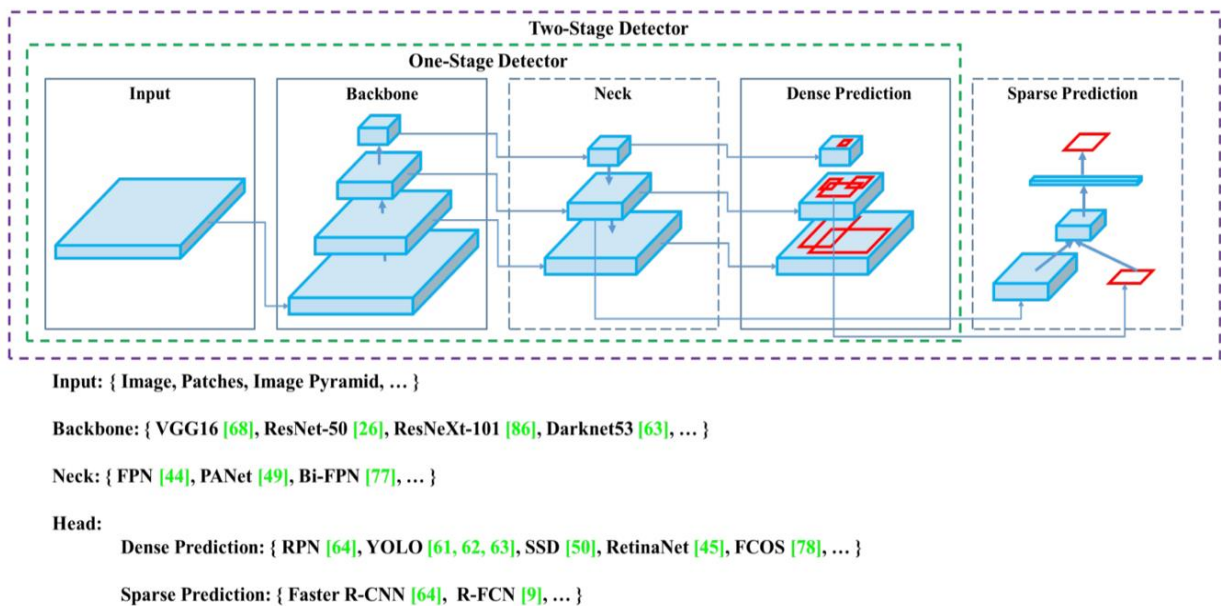 Two-Stage Detector
One-Stage Detector
Input
Backbone
Neck
Dense Prediction
Sparse Prediction
Input: { Image, Patches, Image Pyramid, … }
Backbone: { VGG16 [68], ResNet-50 [26], ResNeXt-101 [86], Darknet53 [63], … }
Neck: { FPN [44], PANet [49], Bi-FPN [77], … }
Head:
Dense Prediction: { RPN [64], YOLO [61, 62, 63], SSD [50], RetinaNet [45], FCOS [78], … }
Sparse Prediction: { Faster R-CNN [64], R-FCN [9], … }